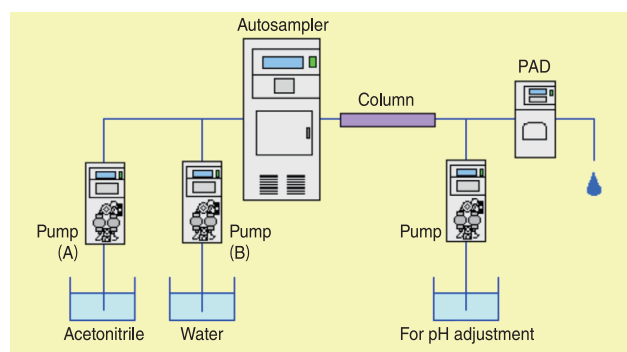 Autosampler
PAD
Column
Pump
(A)
Pump
(B)
Pump
Acetonitrile
Water
For pH adjustment